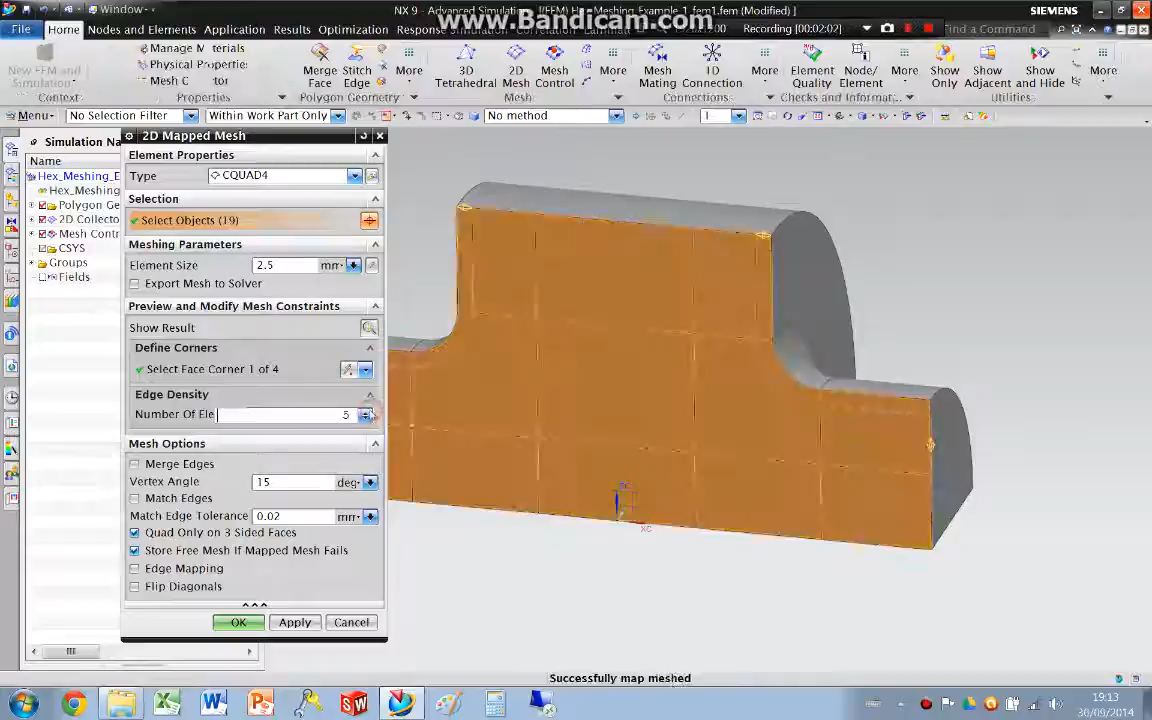 Window
NX 9 - Advanced Simulation
(Modified) ]
www.Bandicam.com
Recording [00:02:02]
SIEMENS
File
Home
Nodes and Elements
Application
Results
Optimization
Response
Find a Command
New FEM and Simulation
Context
Manage Materials
Physical Properties
Mesh C tor
Properties
Merge Face
Stitch Edge
More
Polygon Geometry
3D Tetrahedral
2D Mesh
Mesh Control
More
Mesh
Mesh Mating
1D Connection
More
Connections
Element Quality
Node/ Element
More
Checks and Informat...
Show Only
Show Adjacent
Show and Hide
More
Utilities
Menu
No Selection Filter
Within Work Part Only
No method
Simulation Na
Name
Hex_Meshing_E
Hex_Meshing
Polygon Ge
2D Collecto
Mesh Contr
CSYS
Groups
Fields
2D Mapped Mesh
Element Properties
Type
CQUAD4
Selection
Select Objects (19)
Meshing Parameters
Element Size
2.5
mm
Export Mesh to Solver
Preview and Modify Mesh Constraints
Show Result
Define Corners
Select Face Corner 1 of 4
Edge Density
Number Of Ele
5
Mesh Options
Merge Edges
Vertex Angle
15
deg
Match Edges
Match Edge Tolerance
0.02
mm
Quad Only on 3 Sided Faces
Store Free Mesh If Mapped Mesh Fails
Edge Mapping
Flip Diagonals
OK
Apply
Cancel
XC
Successfully map meshed
19:13
30/09/2014